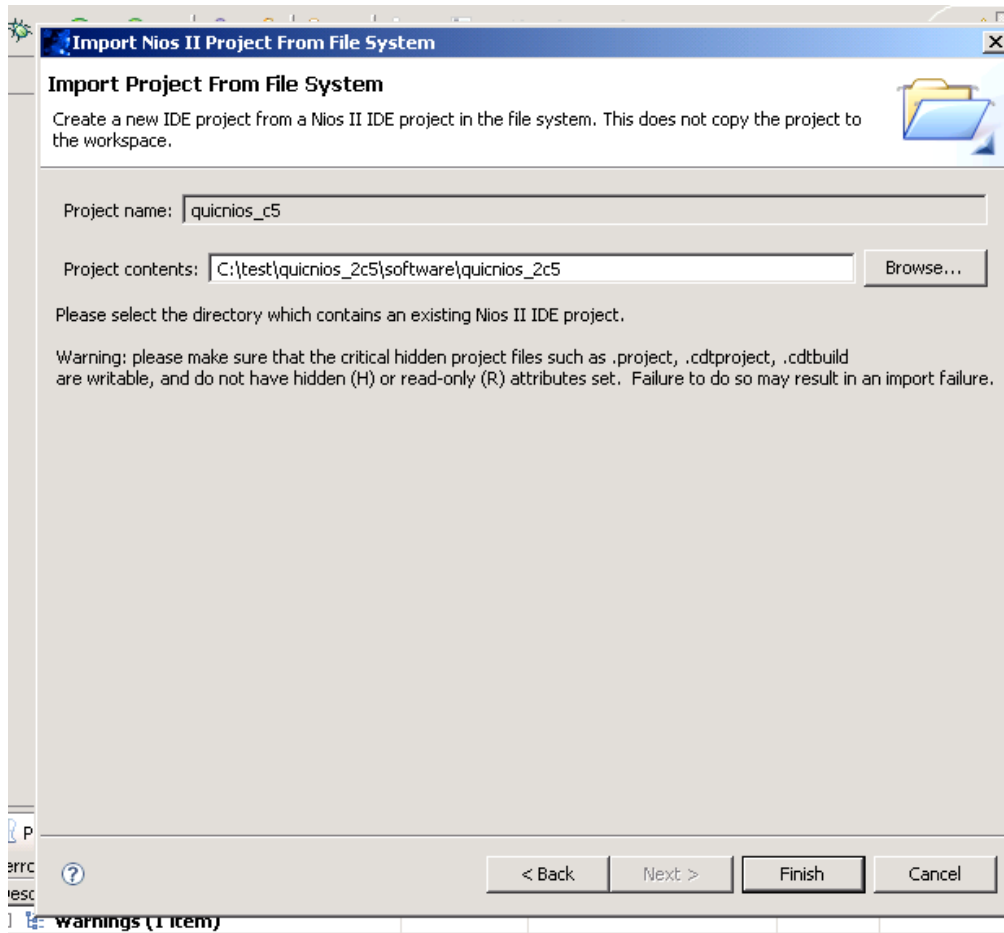 Import Nios II Project From File System
Import Project From File System
Create a new IDE project from a Nios II IDE project in the file system. This does not copy the project to
the workspace.
Project name: quicnios_c5
Project contents: C:\test\quicnios_2c5\software\quicnios_2c5 Browse...
Please select the directory which contains an existing Nios II IDE project.
Warning: please make sure that the critical hidden project files such as .project, .cdtproject, .cdtbuild
are writable, and do not have hidden (H) or read-only (R) attributes set. Failure to do so may result in an import failure.
P
erro
Desc
< Back Next > Finish Cancel
Warnings (1 item)